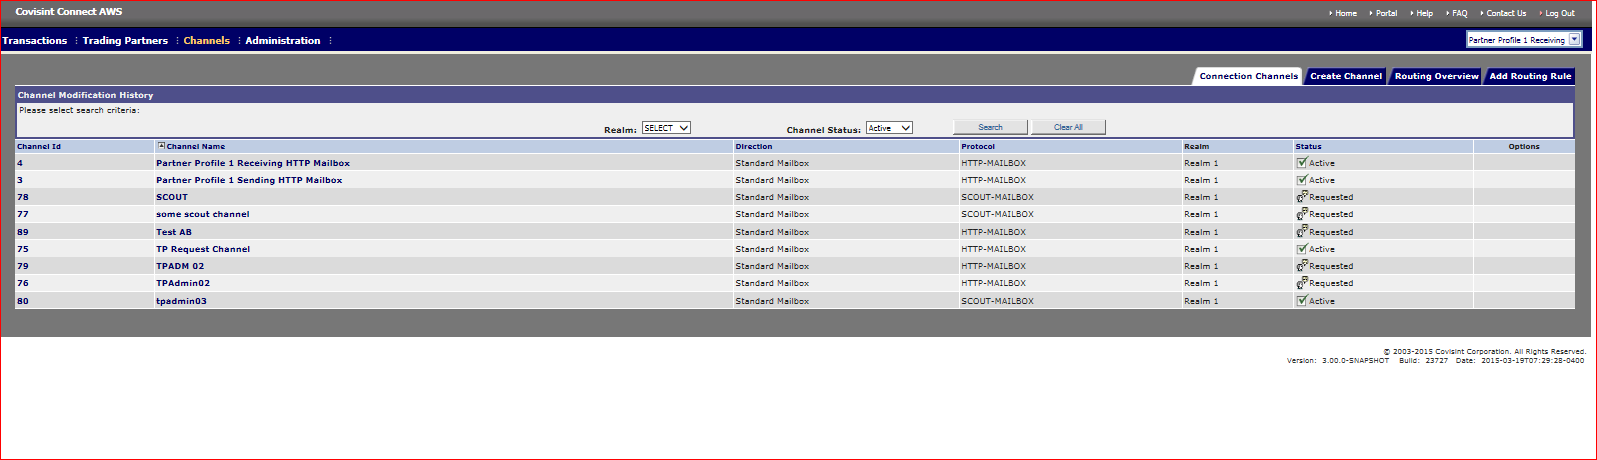 Covisint Connect AWS
Home Portal Help FAQ Contact Us Log Out
Transactions Trading Partners Channels Administration
Partner Profile 1 Receiving
Connection Channels Create Channel Routing Overview Add Routing Rule
Channel Modification History
Please select search criteria:
Realm: SELECT Channel Status: Active Search Clear All
Channel Id Channel Name Direction Protocol Realm Status Options
4 Partner Profile 1 Receiving HTTP Mailbox Standard Mailbox HTTP-MAILBOX Realm 1 Active
3 Partner Profile 1 Sending HTTP Mailbox Standard Mailbox HTTP-MAILBOX Realm 1 Active
78 SCOUT Standard Mailbox SCOUT-MAILBOX Realm 1 Requested
77 some scout channel Standard Mailbox SCOUT-MAILBOX Realm 1 Requested
89 Test AB Standard Mailbox HTTP-MAILBOX Realm 1 Requested
75 TP Request Channel Standard Mailbox HTTP-MAILBOX Realm 1 Active
79 TPADM 02 Standard Mailbox HTTP-MAILBOX Realm 1 Requested
76 TPAdmin02 Standard Mailbox HTTP-MAILBOX Realm 1 Requested
80 tpadmin03 Standard Mailbox SCOUT-MAILBOX Realm 1 Active
© 2003-2015 Covisint Corporation. All Rights Reserved.
Version: 3.00.0-SNAPSHOT Build: 23727 Date: 2015-03-19T07:29:28-0400